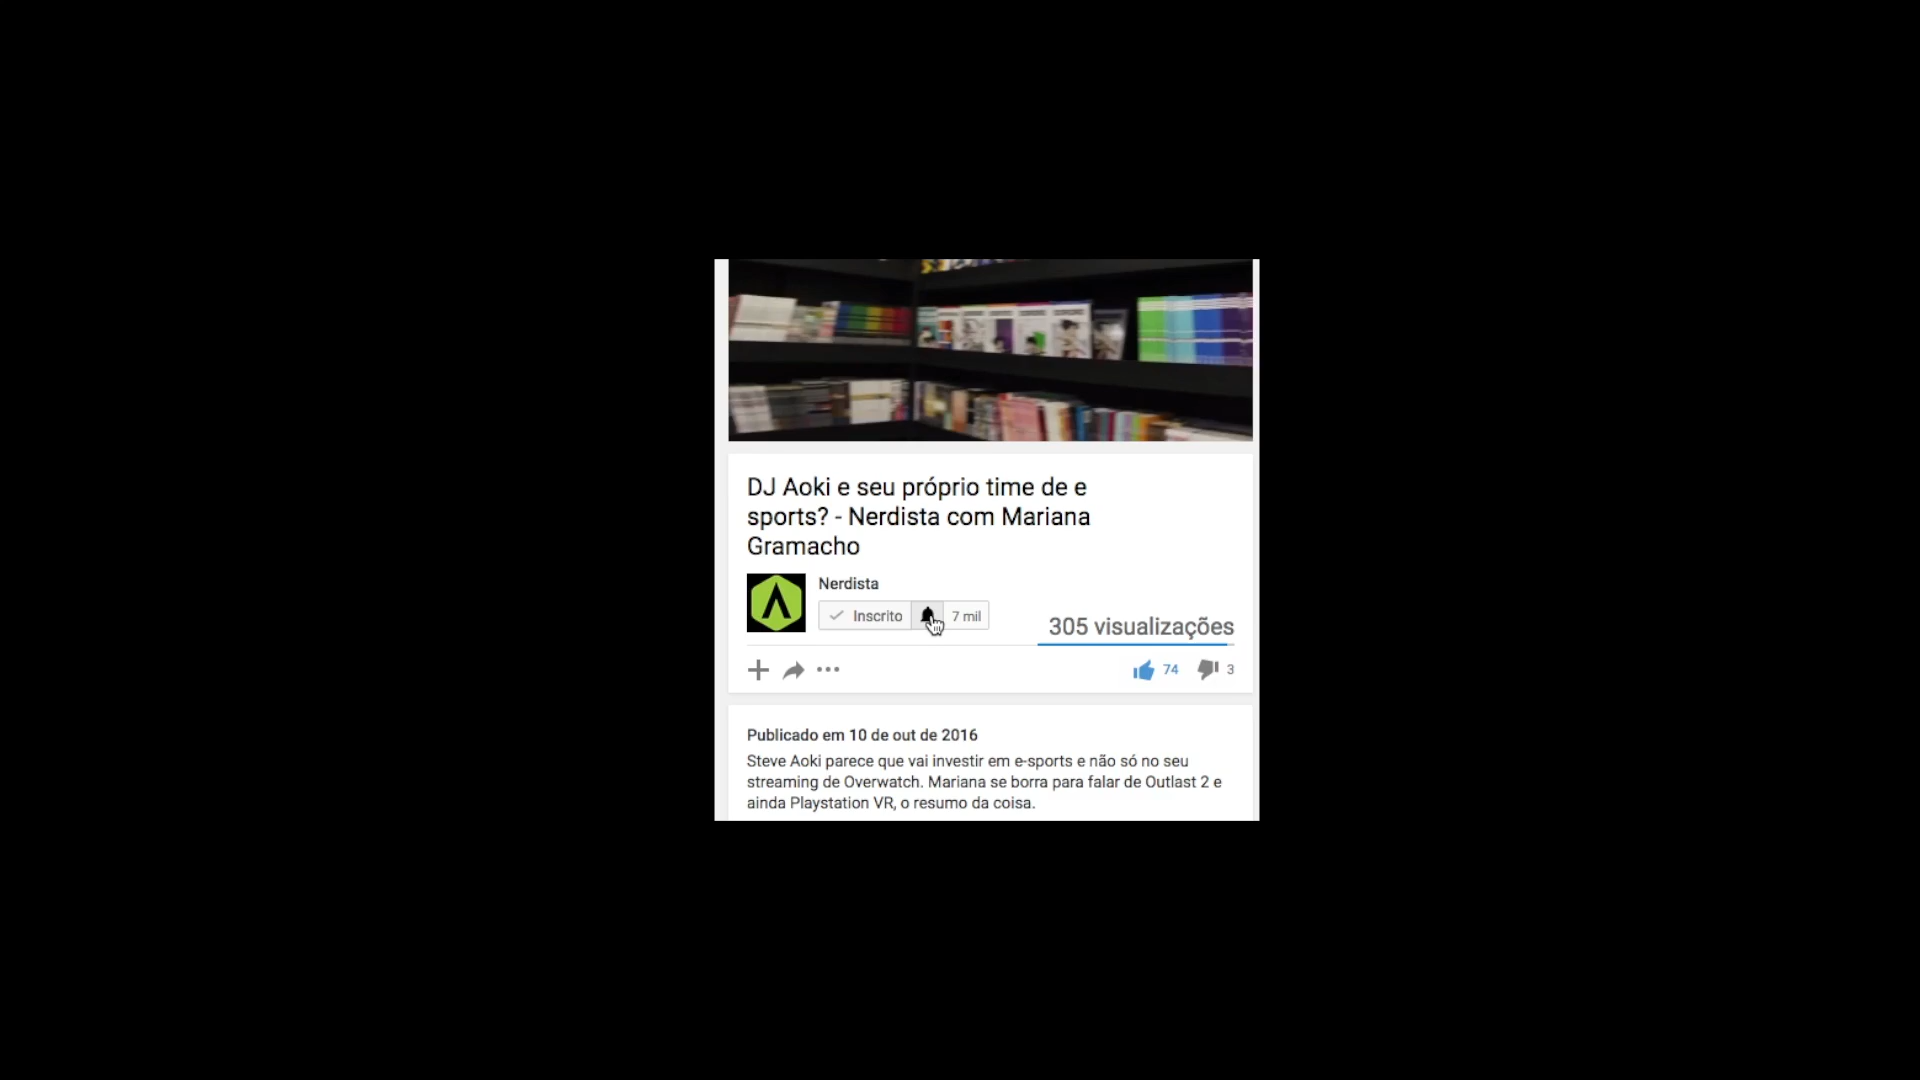 DJ Aoki e seu próprio time de e
sports? - Nerdista com Mariana
Gramacho
Nerdista
Inscrito 7 mil
305 visualizações
74 3
Publicado em 10 de out de 2016
Steve Aoki parece que vai investir em e-sports e não só no seu
streaming de Overwatch. Mariana se borra para falar de Outlast 2 e
ainda Playstation VR, o resumo da coisa.